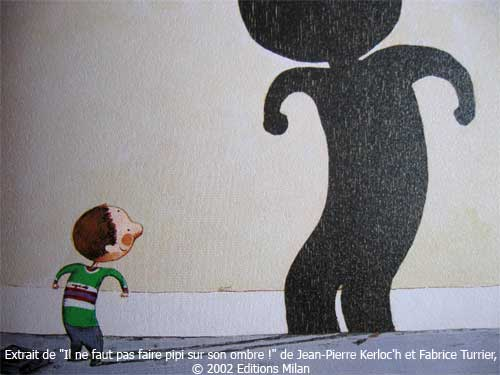 Extrait de "Il ne faut pas faire pipi sur son ombre !" de Jean-Pierre Kerloc'h et Fabrice Turrier,
© 2002 Editions Milan